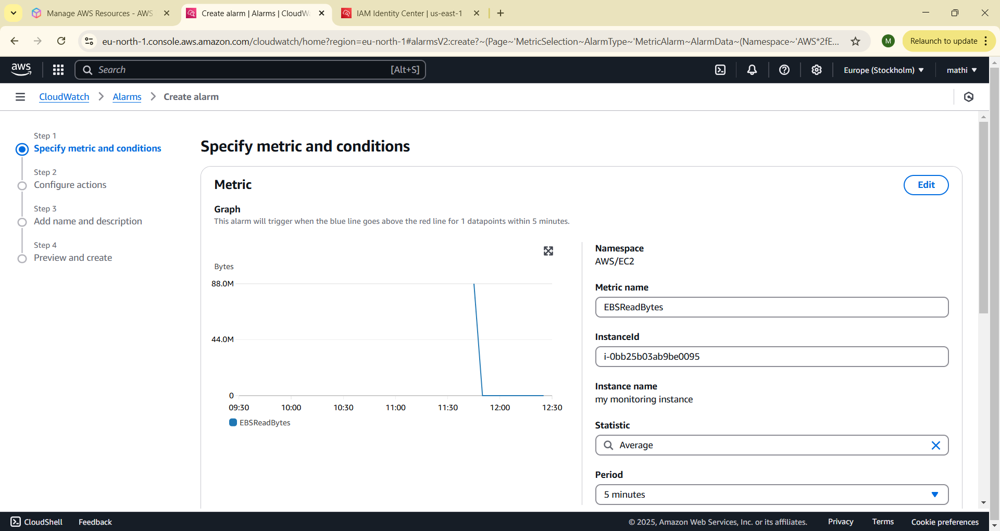 Manage AWS Resources - AWS
Create alarm | Alarms | CloudWa
IAM Identity Center | us-east-1
eu-north-1.console.aws.amazon.com/cloudwatch/home?region=eu-north-1#alarmsV2:create?~(Page~'MetricSelection~AlarmType~'MetricAlarm~AlarmData~(Namespace~'AWS*2fE...
M
Relaunch to update
aws
Search
[Alt+S]
Europe (Stockholm)
mathi
CloudWatch
Alarms
Create alarm
Step 1
Specify metric and conditions
Step 2
Configure actions
Step 3
Add name and description
Step 4
Preview and create
Specify metric and conditions
Metric
Edit
Graph
This alarm will trigger when the blue line goes above the red line for 1 datapoints within 5 minutes.
Bytes
88.0M
44.0M
0
09:30 10:00 10:30 11:00 11:30 12:00 12:30
EBSReadBytes
Namespace
AWS/EC2
Metric name
EBSReadBytes
InstanceId
i-0bb25b03ab9be0095
Instance name
my monitoring instance
Statistic
Average
Period
5 minutes
CloudShell
Feedback
© 2025, Amazon Web Services, Inc. or its affiliates.
Privacy
Terms
Cookie preferences